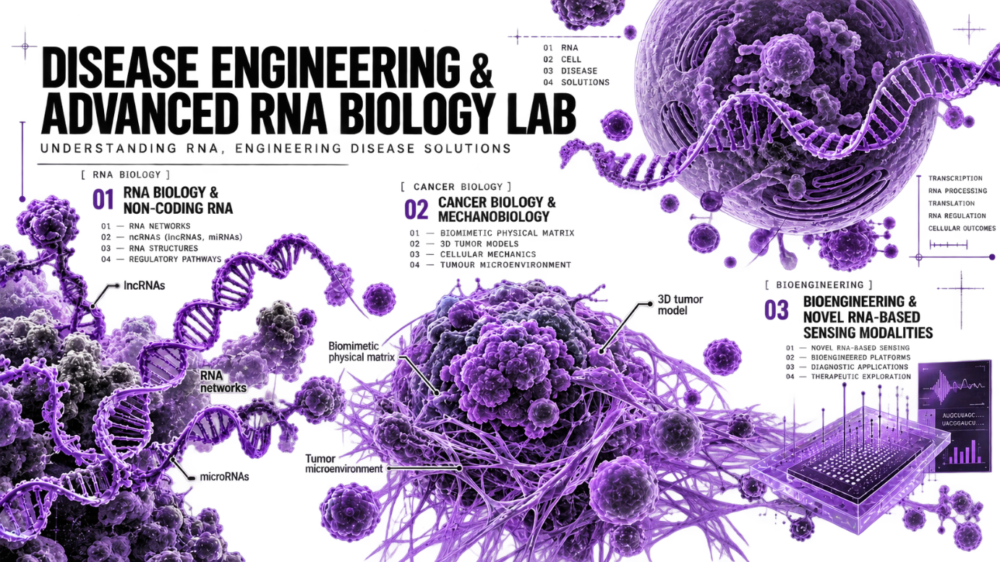 DISEASE ENGINEERING &
ADVANCED RNA BIOLOGY LAB
UNDERSTANDING RNA, ENGINEERING DISEASE SOLUTIONS
01 RNA
02 CELL
03 DISEASE
04 SOLUTIONS
[ RNA BIOLOGY ]
01 RNA BIOLOGY &
NON-CODING RNA
01 — RNA NETWORKS
02 — ncRNAs (lncRNAs, miRNAs)
03 — RNA STRUCTURES
04 — REGULATORY PATHWAYS
lncRNAs
RNA
networks
microRNAs
[ CANCER BIOLOGY ]
02 CANCER BIOLOGY &
MECHANOBIOLOGY
01 — BIOMIMETIC PHYSICAL MATRIX
02 — 3D TUMOR MODELS
03 — CELLULAR MECHANICS
04 — TUMOUR MICROENVIRONMENT
3D tumor
model
Biomimetic
physical matrix
Tumor
microenvironment
TRANSCRIPTION
RNA PROCESSING
TRANSLATION
RNA REGULATION
CELLULAR OUTCOMES
[ BIOENGINEERING ]
03 BIOENGINEERING &
NOVEL RNA-BASED
SENSING MODALITIES
01 — NOVEL RNA-BASED SENSING
02 — BIOENGINEERED PLATFORMS
03 — DIAGNOSTIC APPLICATIONS
04 — THERAPEUTIC EXPLORATION
AUGCUUAGC....
UACGGAUCU....